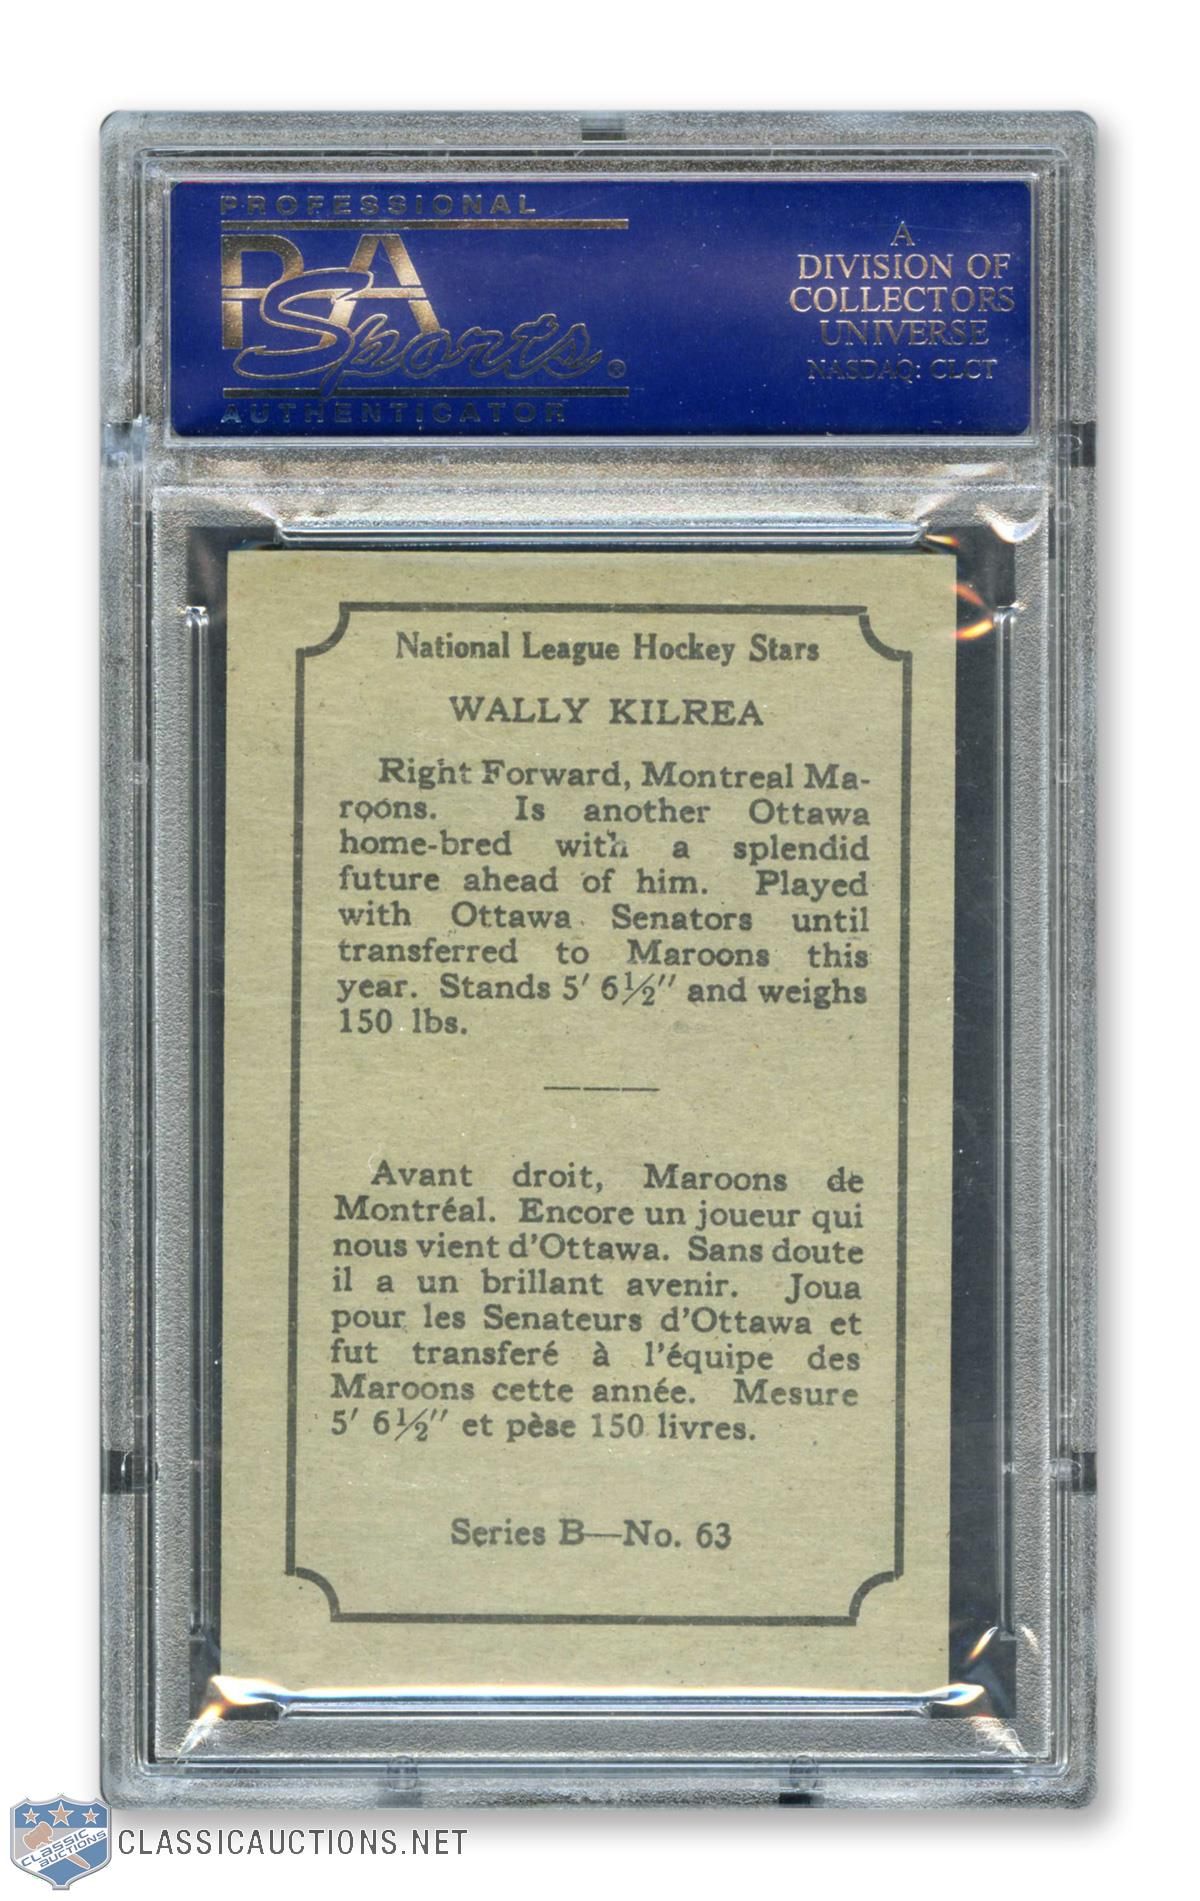 PROFESSIONAL
PSA
Sports®
AUTHENTICATOR
A
DIVISION OF
COLLECTORS
UNIVERSE
NASDAQ: CLCT
National League Hockey Stars
WALLY KILREA
Right Forward, Montreal Ma-
roons. Is another Ottawa
home-bred with a splendid
future ahead of him. Played
with Ottawa Senators until
transferred to Maroons this
year. Stands 5' 6½" and weighs
150 lbs.
Avant droit, Maroons de
Montréal. Encore un joueur qui
nous vient d'Ottawa. Sans doute
il a un brillant avenir. Joua
pour les Senateurs d'Ottawa et
fut transferé à l'équipe des
Maroons cette année. Mesure
5' 6½" et pèse 150 livres.
Series B—No. 63
CLASSIC
AUCTIONS
CLASSICAUCTIONS.NET